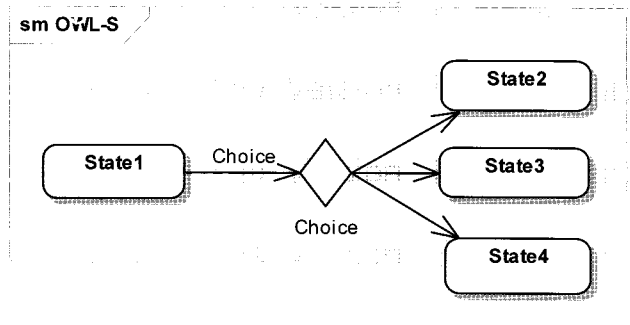 sm OWL-S
State2
State1
Choice
State3
Choice
State4